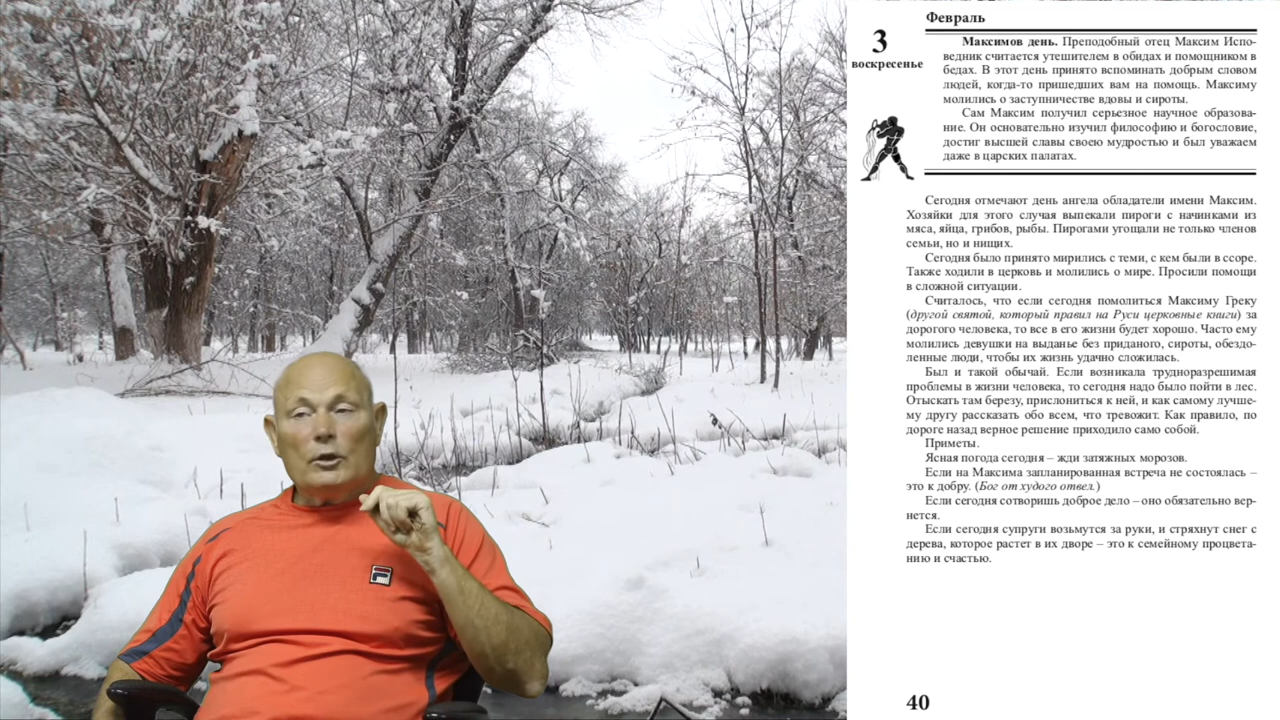 Февраль
3
воскресенье
Максимов день. Преподобный отец Максим Испо-
ведник считается утешителем в обидах и помощником в
бедах. В этот день принято вспоминать добрым словом
людей, когда-то пришедших вам на помощь. Максиму
молились о заступничестве вдовы и сироты.
Сам Максим получил серьезное научное образова-
ние. Он основательно изучил философию и богословие,
достиг высшей славы своею мудростью и был уважаем
даже в царских палатах.
Сегодня отмечают день ангела обладатели имени Максим.
Хозяйки для этого случая выпекали пироги с начинками из
мяса, яйца, грибов, рыбы. Пирогами угощали не только членов
семьи, но и нищих.
Сегодня было принято мирились с теми, с кем были в ссоре.
Также ходили в церковь и молились о мире. Просили помощи
в сложной ситуации.
Считалось, что если сегодня помолиться Максиму Греку
(другой святой, который правил на Руси церковные книги) за
дорогого человека, то все в его жизни будет хорошо. Часто ему
молились девушки на выданье без приданого, сироты, обездо-
ленные люди, чтобы их жизнь удачно сложилась.
Был и такой обычай. Если возникала трудноразрешимая
проблемы в жизни человека, то сегодня надо было пойти в лес.
Отыскать там березу, прислониться к ней, и как самому лучше-
му другу рассказать обо всем, что тревожит. Как правило, по
дороге назад верное решение приходило само собой.
Приметы.
Ясная погода сегодня – жди затяжных морозов.
Если на Максима запланированная встреча не состоялась –
это к добру. (Бог от худого отвел.)
Если сегодня сотворишь доброе дело – оно обязательно вер-
нется.
Если сегодня супруги возьмутся за руки, и стряхнут снег с
дерева, которое растет в их дворе – это к семейному процвета-
нию и счастью.
40
FILA